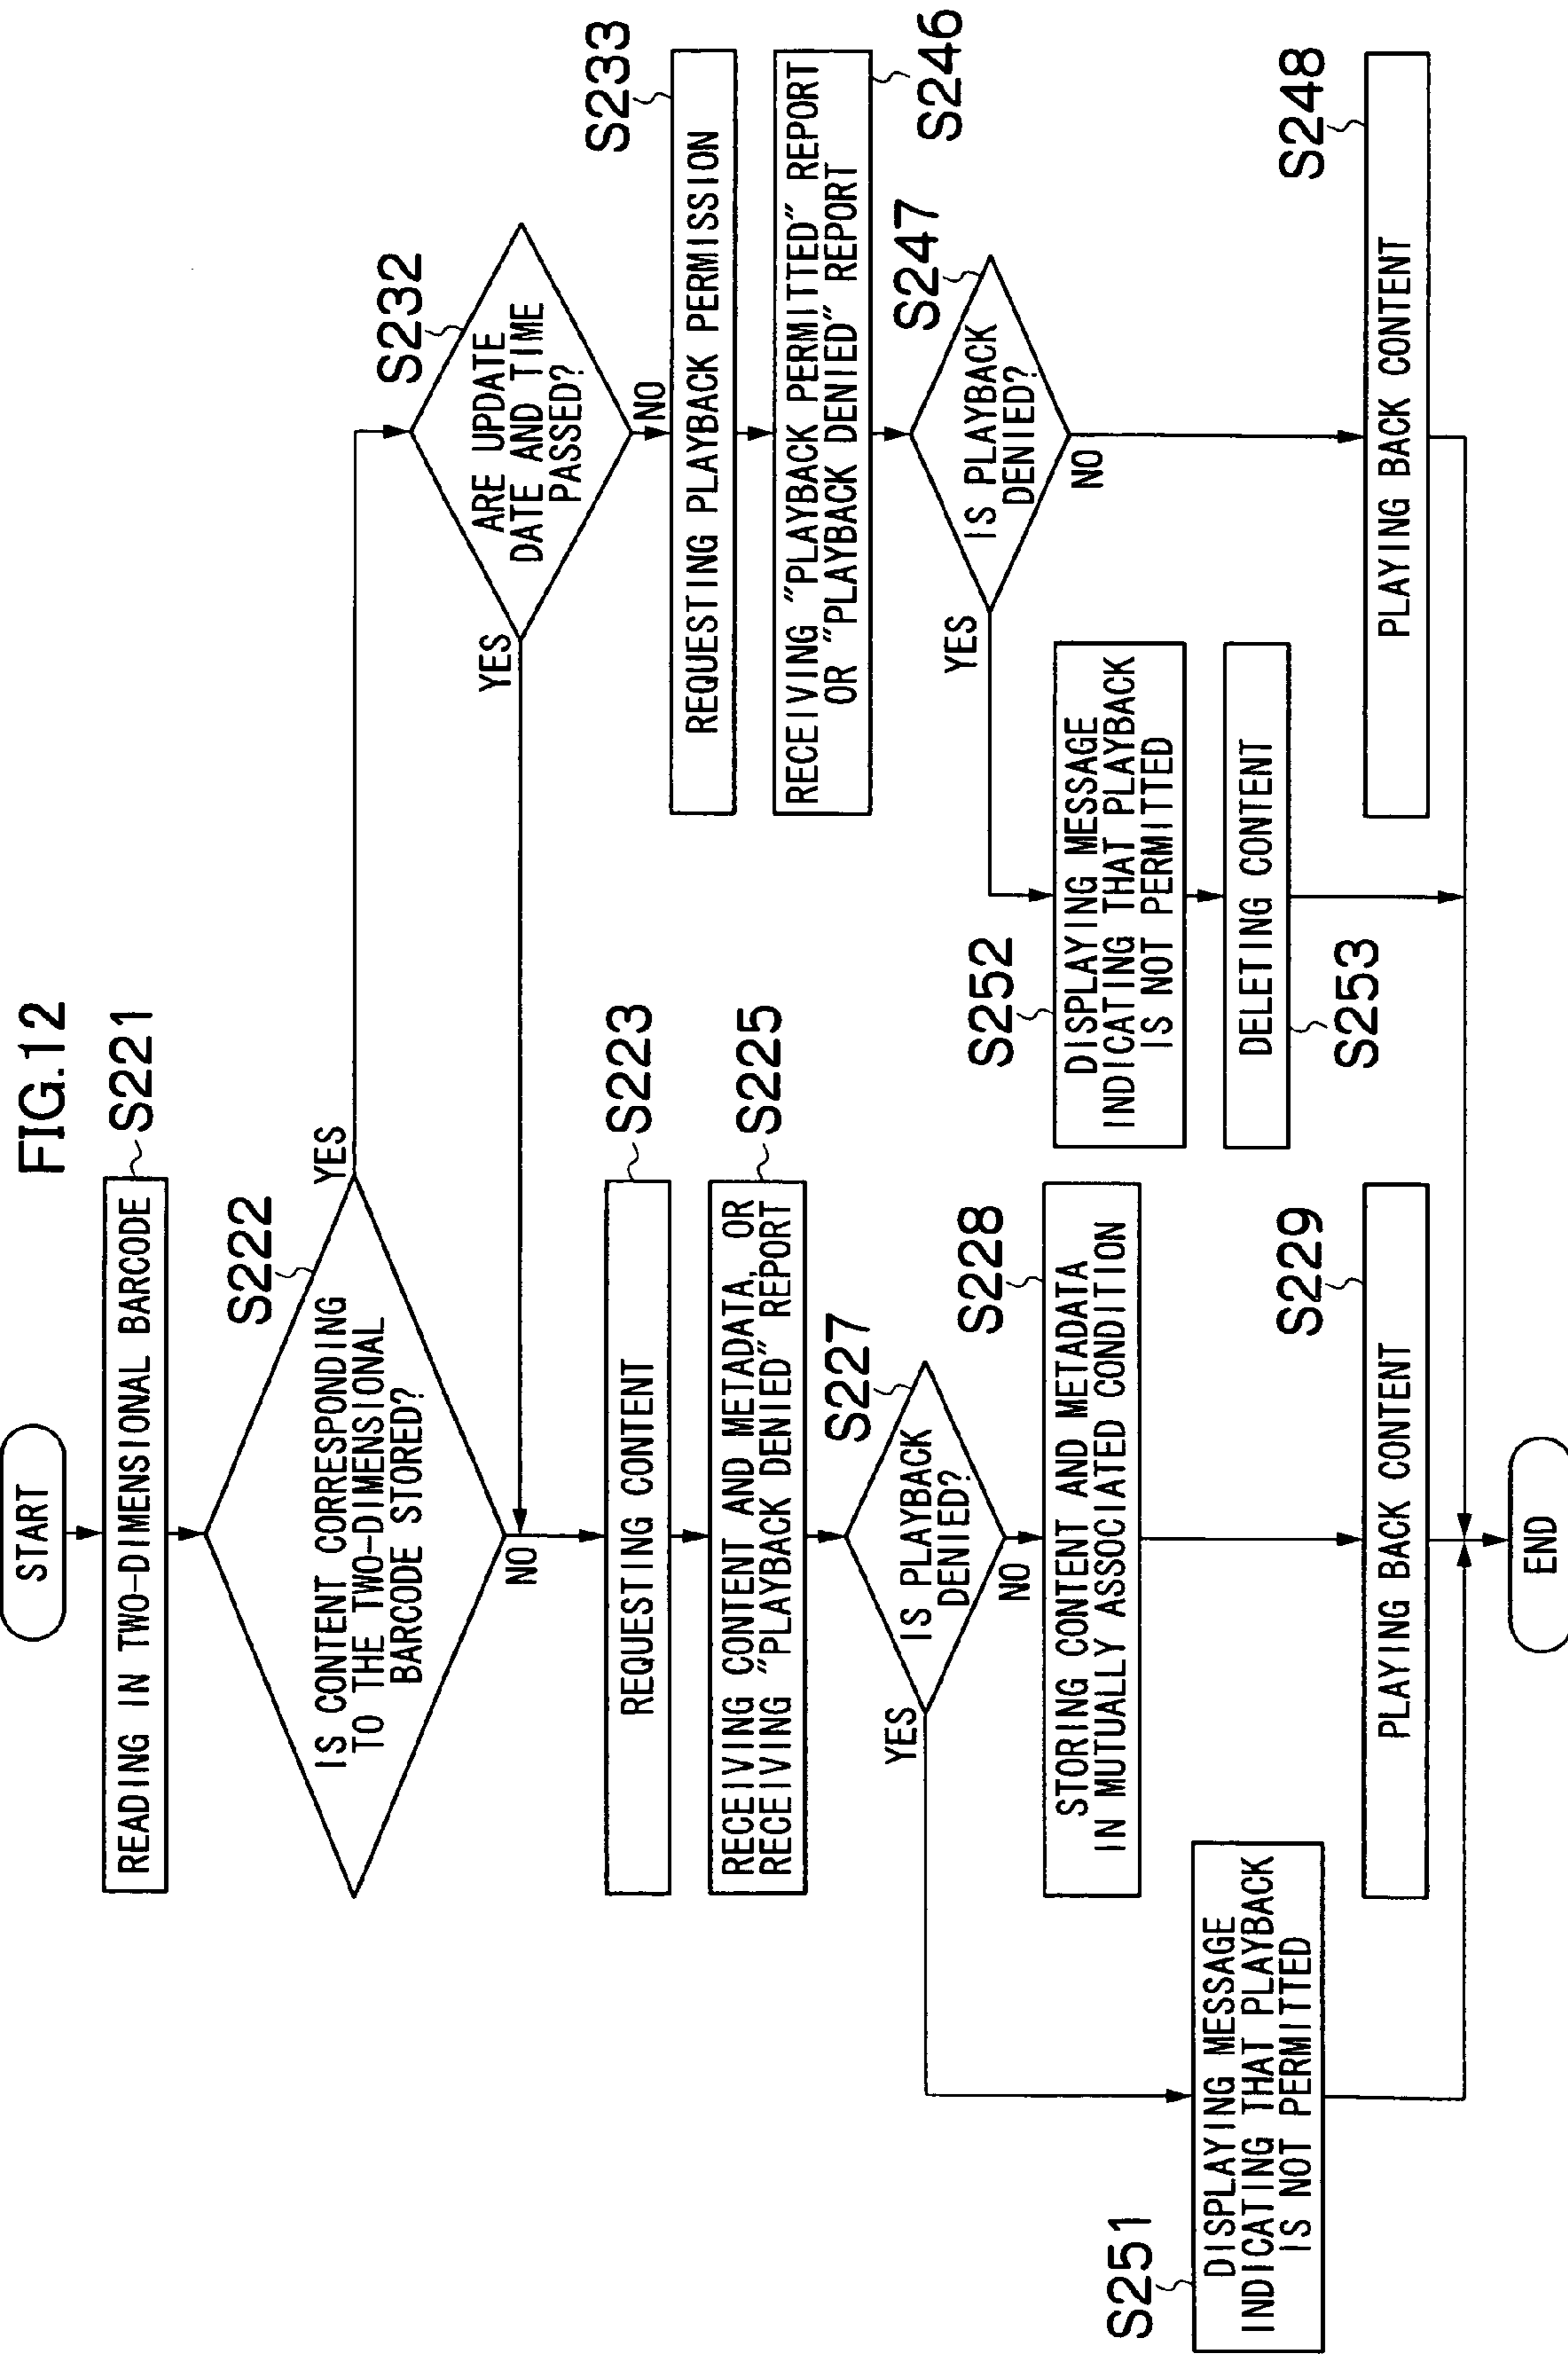 FIG.12
START
READING IN TWO-DIMENSIONAL BARCODE
S221
IS CONTENT CORRESPONDING
TO THE TWO-DIMENSIONAL
BARCODE STORED?
S222
YES
NO
ARE UPDATE
DATE AND TIME
PASSED?
S232
YES
NO
REQUESTING CONTENT
S223
REQUESTING PLAYBACK PERMISSION
S233
RECEIVING CONTENT AND METADATA, OR
RECEIVING "PLAYBACK DENIED" REPORT
S225
RECEIVING "PLAYBACK PERMITTED" REPORT
OR "PLAYBACK DENIED" REPORT
S246
IS PLAYBACK
DENIED?
S227
YES
NO
IS PLAYBACK
DENIED?
S247
YES
NO
STORING CONTENT AND METADATA
IN MUTUALLY ASSOCIATED CONDITION
S228
S252
DISPLAYING MESSAGE
INDICATING THAT PLAYBACK
IS NOT PERMITTED
S251
DISPLAYING MESSAGE
INDICATING THAT PLAYBACK
IS NOT PERMITTED
DELETING CONTENT
S253
PLAYING BACK CONTENT
S229
PLAYING BACK CONTENT
S248
END